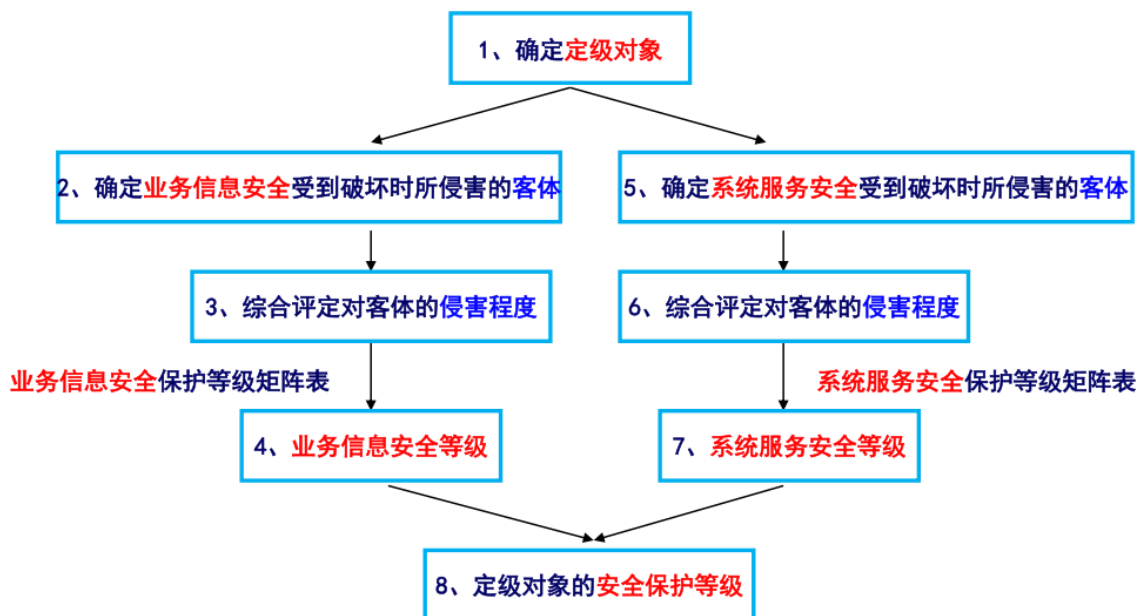 1、确定定级对象
2、确定业务信息安全受到破坏时所侵害的客体
5、确定系统服务安全受到破坏时所侵害的客体
3、综合评定对客体的侵害程度
6、综合评定对客体的侵害程度
业务信息安全保护等级矩阵表
系统服务安全保护等级矩阵表
4、业务信息安全等级
7、系统服务安全等级
8、定级对象的安全保护等级